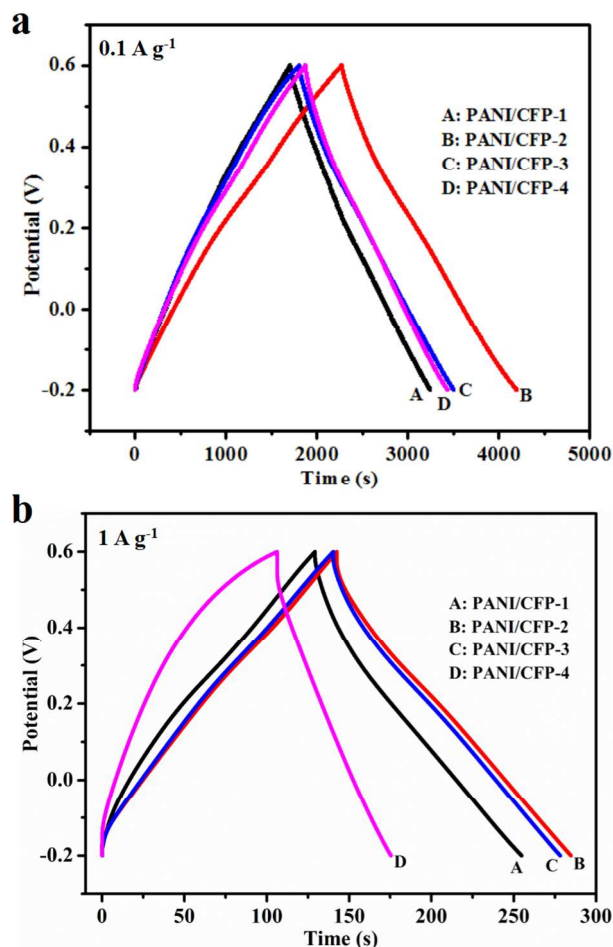 a
0.1 A g⁻¹
A: PANI/CFP-1
B: PANI/CFP-2
C: PANI/CFP-3
D: PANI/CFP-4
Potential (V)
0.6
0.4
0.2
0.0
-0.2
A
D
C
B
0 1000 2000 3000 4000 5000
Time (s)
b
1 A g⁻¹
A: PANI/CFP-1
B: PANI/CFP-2
C: PANI/CFP-3
D: PANI/CFP-4
Potential (V)
0.6
0.4
0.2
0.0
-0.2
D
A
C
B
0 50 100 150 200 250 300
Time (s)